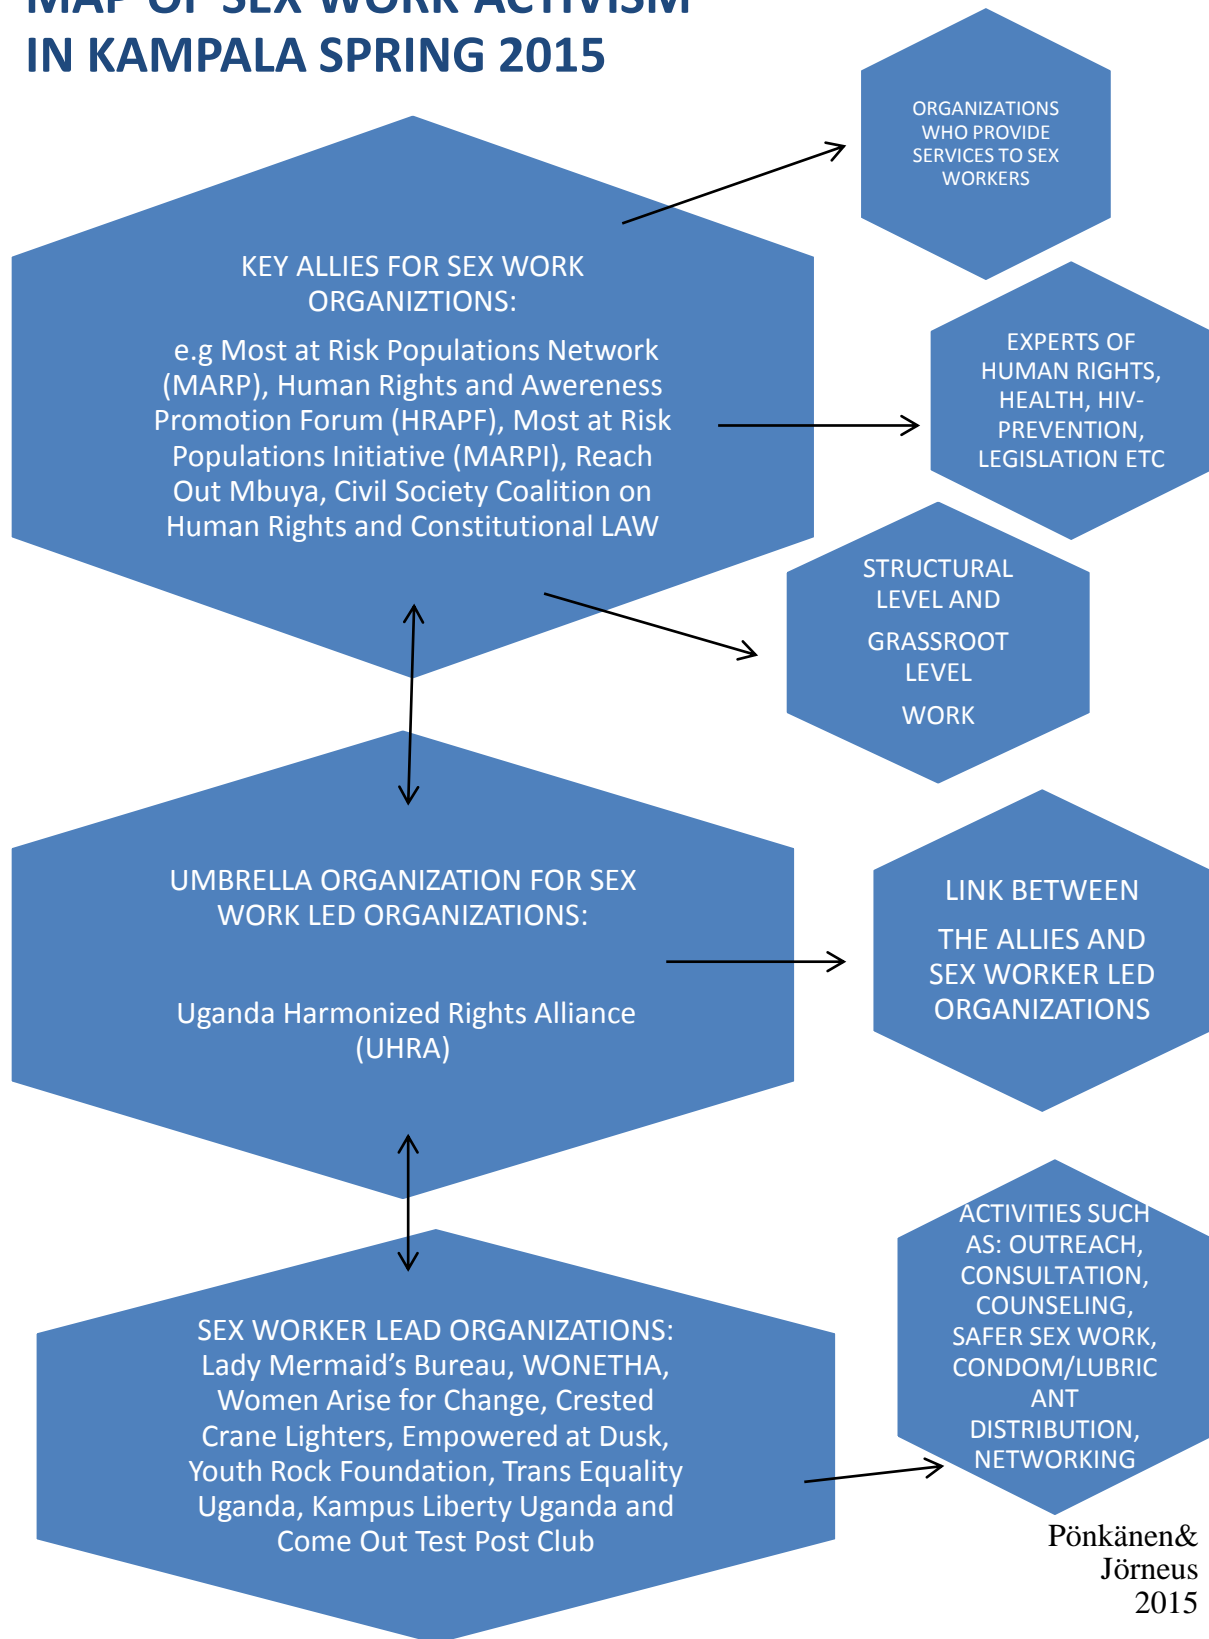 MAP OF SEX WORK ACTIVISM
IN KAMPALA SPRING 2015
ORGANIZATIONS
WHO PROVIDE
SERVICES TO SEX
WORKERS
KEY ALLIES FOR SEX WORK
ORGANIZTIONS:
e.g Most at Risk Populations Network
(MARP), Human Rights and Awereness
Promotion Forum (HRAPF), Most at Risk
Populations Initiative (MARPI), Reach
Out Mbuya, Civil Society Coalition on
Human Rights and Constitutional LAW
EXPERTS OF
HUMAN RIGHTS,
HEALTH, HIV-
PREVENTION,
LEGISLATION ETC
STRUCTURAL
LEVEL AND
GRASSROOT
LEVEL
WORK
UMBRELLA ORGANIZATION FOR SEX
WORK LED ORGANIZATIONS:
Uganda Harmonized Rights Alliance
(UHRA)
LINK BETWEEN
THE ALLIES AND
SEX WORKER LED
ORGANIZATIONS
SEX WORKER LEAD ORGANIZATIONS:
Lady Mermaid’s Bureau, WONETHA,
Women Arise for Change, Crested
Crane Lighters, Empowered at Dusk,
Youth Rock Foundation, Trans Equality
Uganda, Kampus Liberty Uganda and
Come Out Test Post Club
ACTIVITIES SUCH
AS: OUTREACH,
CONSULTATION,
COUNSELING,
SAFER SEX WORK,
CONDOM/LUBRIC
ANT
DISTRIBUTION,
NETWORKING
Pönkänen&
Jörneus
2015